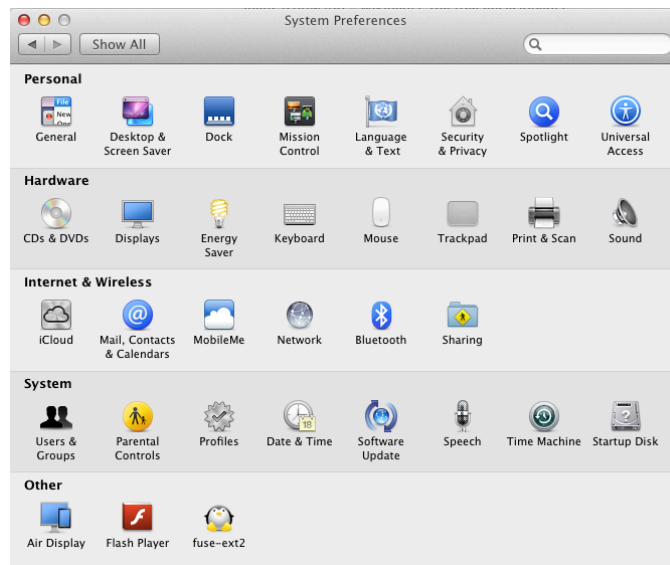 System Preferences
Show All
Personal
General
Desktop &
Screen Saver
Dock
Mission
Control
Language
& Text
Security
& Privacy
Spotlight
Universal
Access
Hardware
CDs & DVDs
Displays
Energy
Saver
Keyboard
Mouse
Trackpad
Print & Scan
Sound
Internet & Wireless
iCloud
Mail, Contacts
& Calendars
MobileMe
Network
Bluetooth
Sharing
System
Users &
Groups
Parental
Controls
Profiles
Date & Time
18
Software
Update
Speech
Time Machine
Startup Disk
Other
Air Display
Flash Player
fuse-ext2